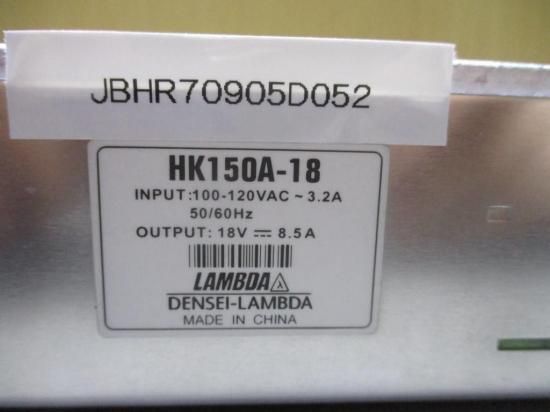 JBHR70905D052
HK150A-18
INPUT:100-120VAC ~ 3.2A
50/60Hz
OUTPUT: 18V ⎓ 8.5A
LAMBDA
DENSEI-LAMBDA
MADE IN CHINA